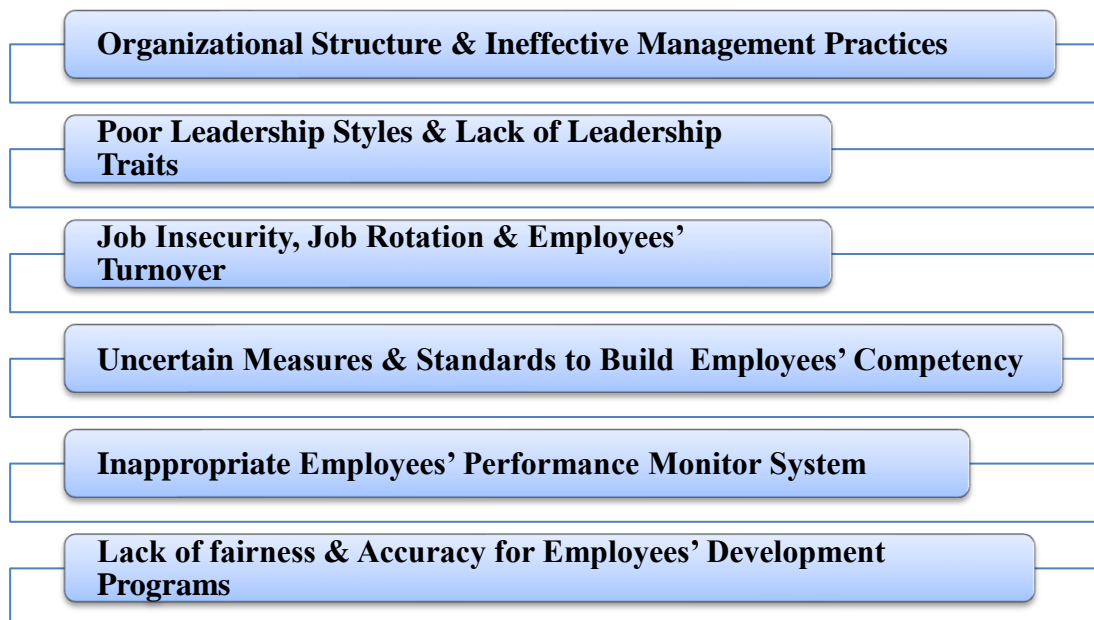 Organizational Structure & Ineffective Management Practices
Poor Leadership Styles & Lack of Leadership
Traits
Job Insecurity, Job Rotation & Employees’
Turnover
Uncertain Measures & Standards to Build Employees’ Competency
Inappropriate Employees’ Performance Monitor System
Lack of fairness & Accuracy for Employees’ Development
Programs